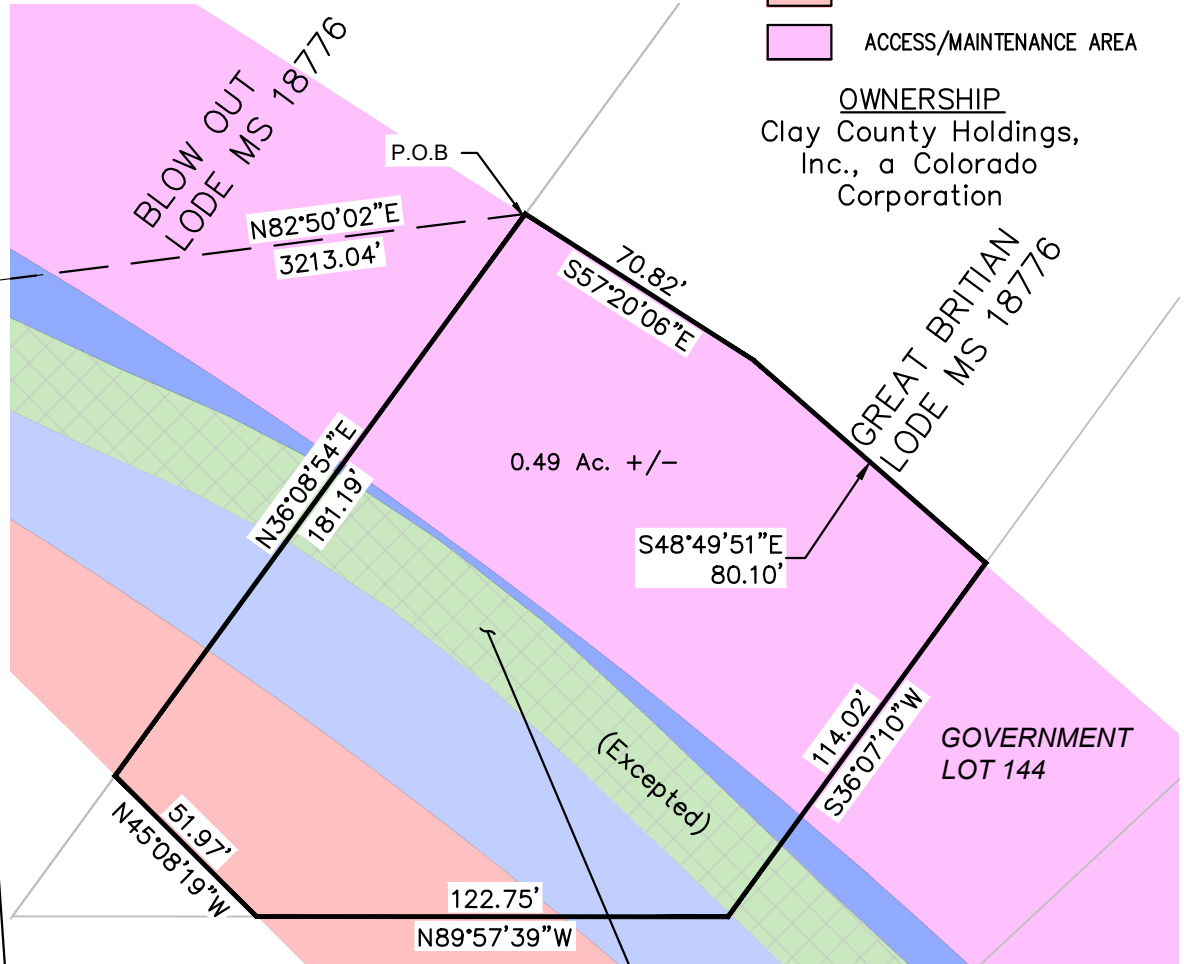 ACCESS/MAINTENANCE AREA
OWNERSHIP
Clay County Holdings,
Inc., a Colorado
Corporation
BLOW OUT
LODE MS 18776
P.O.B
N82°50'02"E
3213.04'
70.82'
S57°20'06"E
GREAT BRITIAN
LODE MS 18776
0.49 Ac. +/-
N36°08'54"E
181.19'
S48°49'51"E
80.10'
114.02'
S36°07'10"W
GOVERNMENT
LOT 144
(Excepted)
51.97'
N45°08'19"W
122.75'
N89°57'39"W